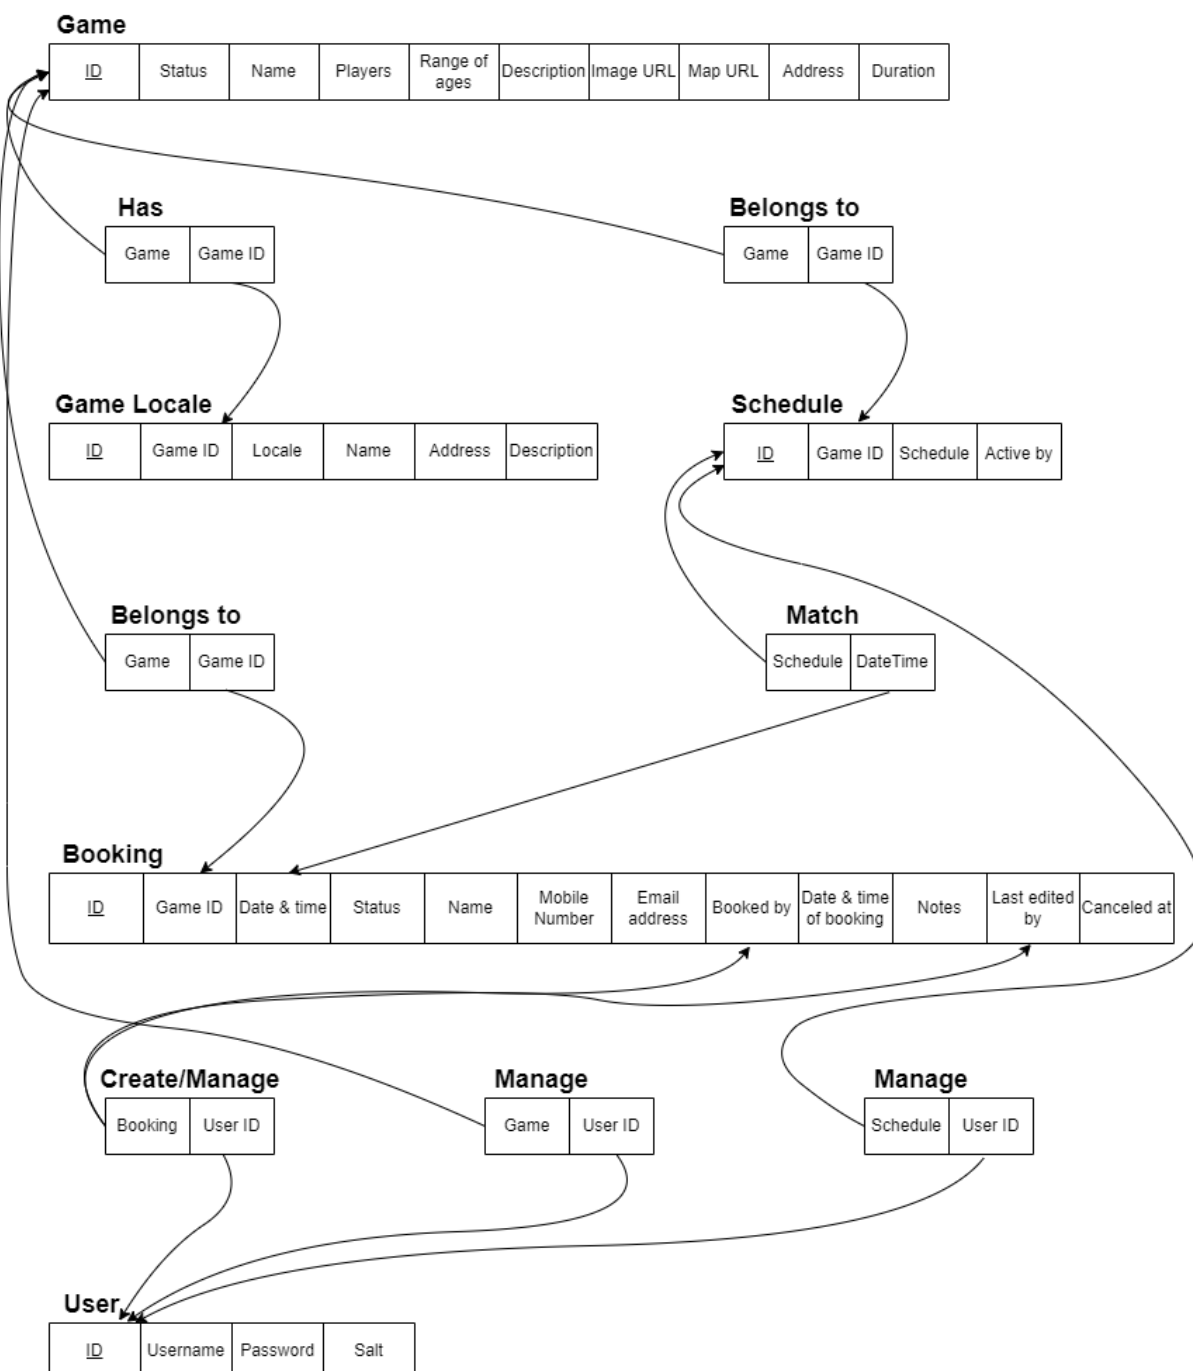 Game
ID Status Name Players Range of ages Description Image URL Map URL Address Duration
Has Belongs to
Game Game ID Game Game ID
Game Locale Schedule
ID Game ID Locale Name Address Description ID Game ID Schedule Active by
Belongs to Match
Game Game ID Schedule DateTime
Booking
ID Game ID Date & time Status Name Mobile Number Email address Booked by Date & time of booking Notes Last edited by Canceled at
Create/Manage Manage Manage
Booking User ID Game User ID Schedule User ID
User
ID Username Password Salt